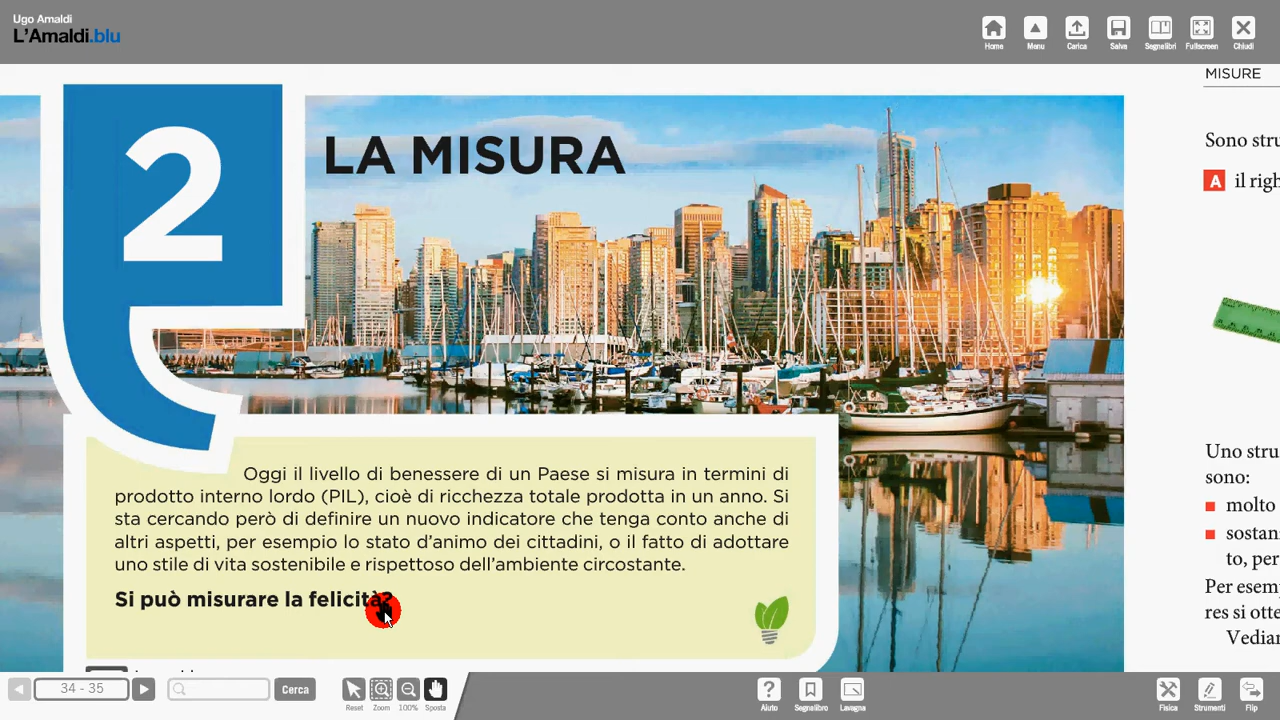 Ugo Amaldi
L'Amaldi.blu
Home
Menu
Carica
Salva
Segnalibri
Fullscreen
Chiudi
MISURE
2
LA MISURA
Sono stru
A il righ
Oggi il livello di benessere di un Paese si misura in termini di
prodotto interno lordo (PIL), cioè di ricchezza totale prodotta in un anno. Si
sta cercando però di definire un nuovo indicatore che tenga conto anche di
altri aspetti, per esempio lo stato d'animo dei cittadini, o il fatto di adottare
uno stile di vita sostenibile e rispettoso dell'ambiente circostante.
Si può misurare la felicità?
Uno stru
sono:
molto
sostan
to, per
Per esem
res si otte
Vedian
34 - 35
Cerca
Reset
Zoom
100%
Sposta
Aiuto
Segnalibro
Lavagna
Fisica
Strumenti
Flip